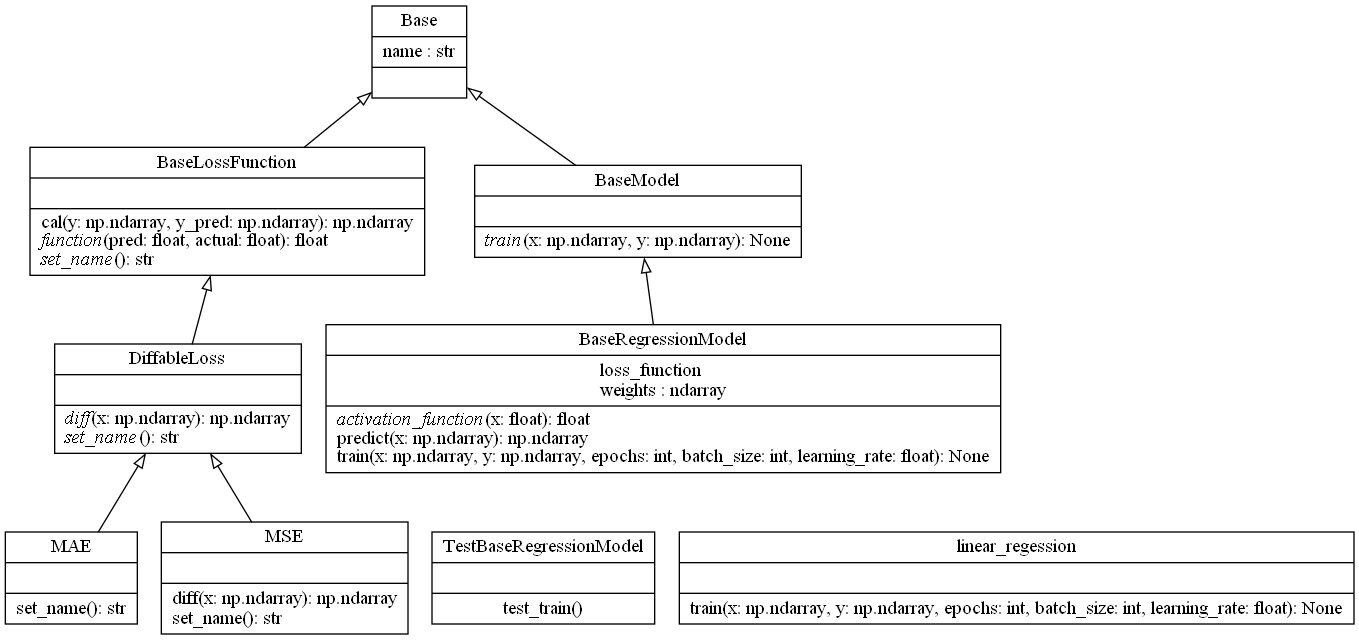 Base
name : str
BaseLossFunction
cal(y: np.ndarray, y_pred: np.ndarray): np.ndarray
function(pred: float, actual: float): float
set_name(): str
BaseModel
train(x: np.ndarray, y: np.ndarray): None
DiffableLoss
diff(x: np.ndarray): np.ndarray
set_name(): str
BaseRegressionModel
loss_function
weights : ndarray
activation_function(x: float): float
predict(x: np.ndarray): np.ndarray
train(x: np.ndarray, y: np.ndarray, epochs: int, batch_size: int, learning_rate: float): None
MAE
set_name(): str
MSE
diff(x: np.ndarray): np.ndarray
set_name(): str
TestBaseRegressionModel
test_train()
linear_regession
train(x: np.ndarray, y: np.ndarray, epochs: int, batch_size: int, learning_rate: float): None